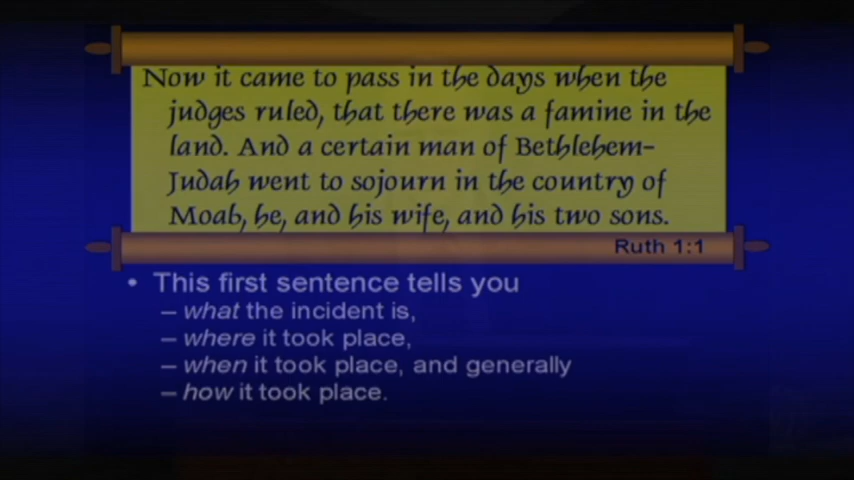 Now it came to pass in the days when the
judges ruled, that there was a famine in the
land. And a certain man of Bethlehem-
Judah went to sojourn in the country of
Moab, he, and his wife, and his two sons.
Ruth 1:1
• This first sentence tells you
– what the incident is,
– where it took place,
– when it took place, and generally
– how it took place.